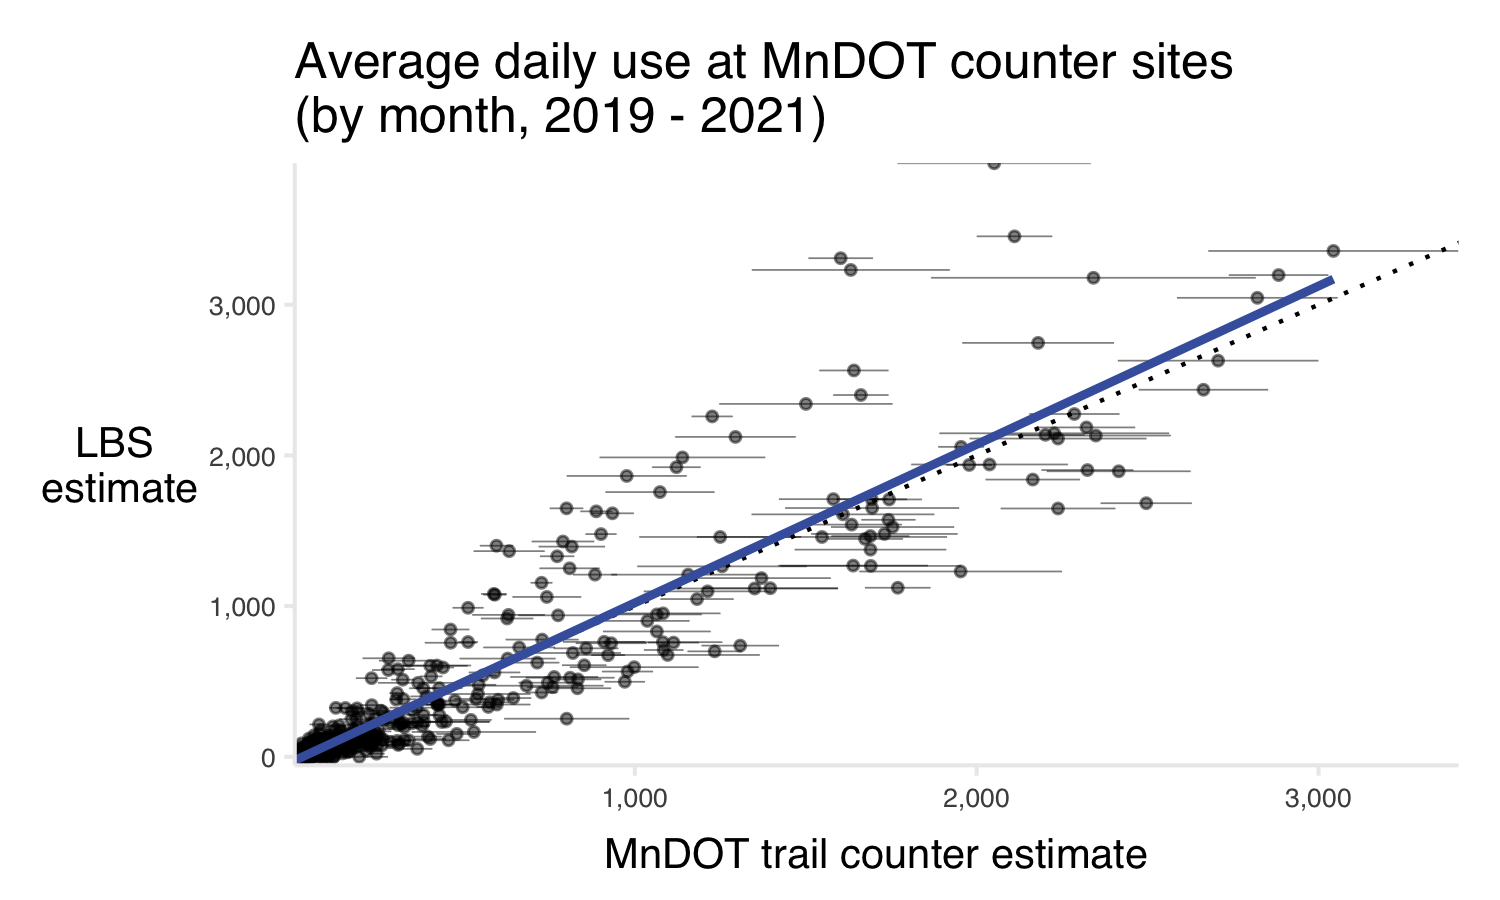 Average daily use at MnDOT counter sites
(by month, 2019 - 2021)
3,000
2,000
1,000
0
LBS
estimate
1,000
2,000
3,000
MnDOT trail counter estimate